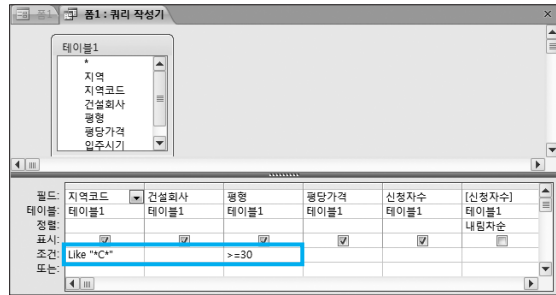 폼1 폼1 : 쿼리 작성기
테이블1
*
지역
지역코드
건설회사
평형
평당가격
입주시기
필드: 지역코드 건설회사 평형 평당가격 신청자수 [신청자수]
테이블: 테이블1 테이블1 테이블1 테이블1 테이블1 테이블1
정렬: 내림차순
표시:
조건: Like "*C*" >=30
또는: